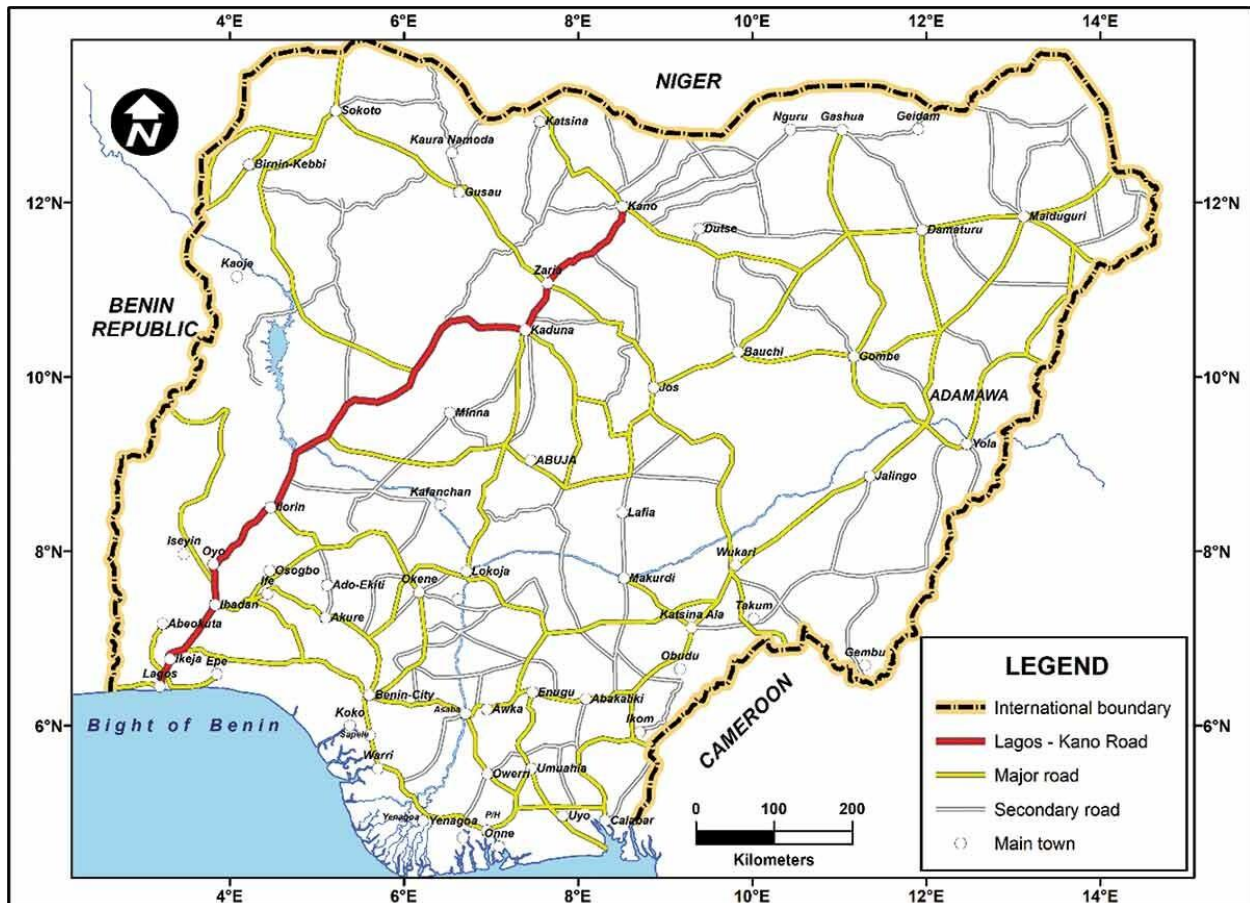 4°E 6°E 8°E 10°E 12°E 14°E
NIGER
N
Sokoto
Katsina
Nguru Gashua Geidam
Kaura Namoda
Birnin-Kebbi
Gusau
12°N
Kano
12°N
Dutse
Damaturu
Maiduguri
Kaoje
Zaria
BENIN
REPUBLIC
Kaduna
Bauchi
Gombe
10°N
Jos
10°N
Minna
ADAMAWA
Yola
ABUJA
Jalingo
Kafanchan
Ilorin
Lafia
8°N
Iseyin
Oyo
Wukari
8°N
Osogbo
Ife
Ado-Ekiti
Okene
Lokoja
Makurdi
Ibadan
Akure
Katsina Ala
Takum
Abeokuta
Ikeja
Epe
Lagos
Obudu
Gembu
Benin-City
Enugu
Abakaliki
Asaba
Awka
Ikom
6°N
Koko
Sapele
6°N
Bight of Benin
Warri
Owerri
Umuahia
CAMEROON
Yenagoa
Yenagoa
P/H
Onne
Uyo
Calabar
0 100 200
Kilometers
LEGEND
International boundary
Lagos - Kano Road
Major road
Secondary road
Main town
4°E 6°E 8°E 10°E 12°E 14°E